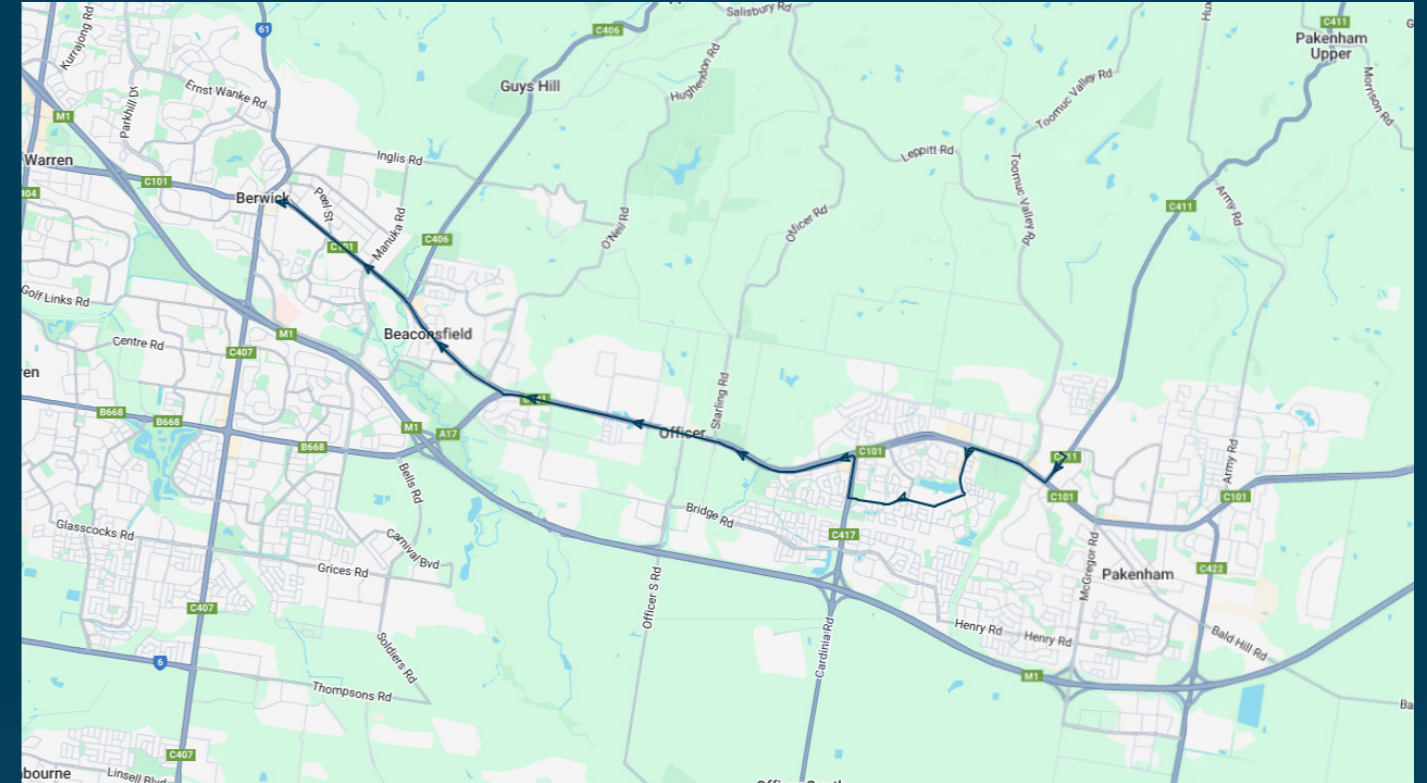 Salisbury Rd
C406
61
Kurrajong Rd
C411
Pakenham
Upper
Ernst Wanke Rd
Parkhill Dr
Guys Hill
Hughendon Rd
Toomuc Valley Rd
Morrison Rd
M1
Warren
C101
Inglis Rd
Leppitt Rd
Toomuc Valley Rd
Berwick
Peel St
Manuka Rd
C101
C406
O'Neil Rd
Officer Rd
C411
Army Rd
Golf Links Rd
M1
Beaconsfield
Centre Rd
C407
Starling Rd
B668
B668
B668
M1
A17
Officer
C101
C101
Army Rd
C101
Bells Rd
Bridge Rd
C417
McGregor Rd
Glasscocks Rd
Carnival Bvd
Grices Rd
C407
Officer S Rd
Pakenham
C422
Henry Rd
Henry Rd
Bald Hill Rd
Cardinia Rd
Soldiers Rd
6
Thompsons Rd
M1
C407
Linsell Blvd